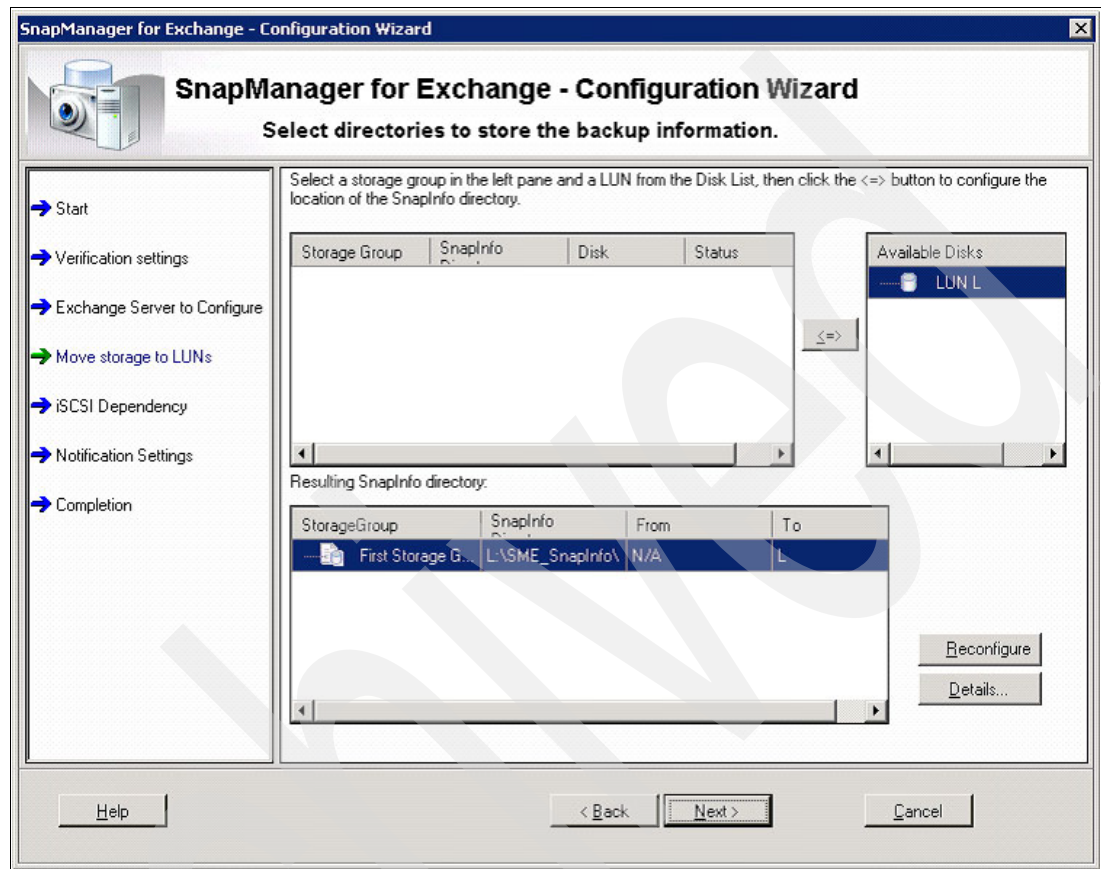 SnapManager for Exchange - Configuration Wizard
SnapManager for Exchange - Configuration Wizard
Select directories to store the backup information.
Start
Verification settings
Exchange Server to Configure
Move storage to LUNs
iSCSI Dependency
Notification Settings
Completion
Select a storage group in the left pane and a LUN from the Disk List, then click the <=> button to configure the
location of the SnapInfo directory.
Storage Group SnapInfo Disk Status
Available Disks
LUN L
<=>
Resulting SnapInfo directory:
StorageGroup SnapInfo From To
First Storage G... L:\SME_SnapInfo\ N/A L
Reconfigure
Details...
Help
< Back
Next >
Cancel